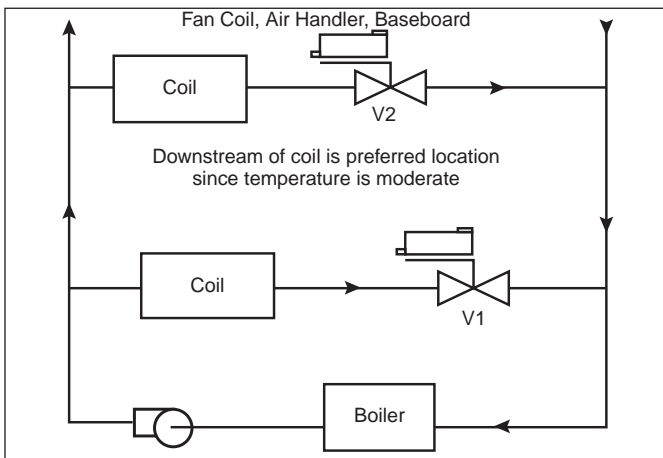 Fan Coil, Air Handler, Baseboard
Coil
V2
Downstream of coil is preferred location
since temperature is moderate
Coil
V1
Boiler